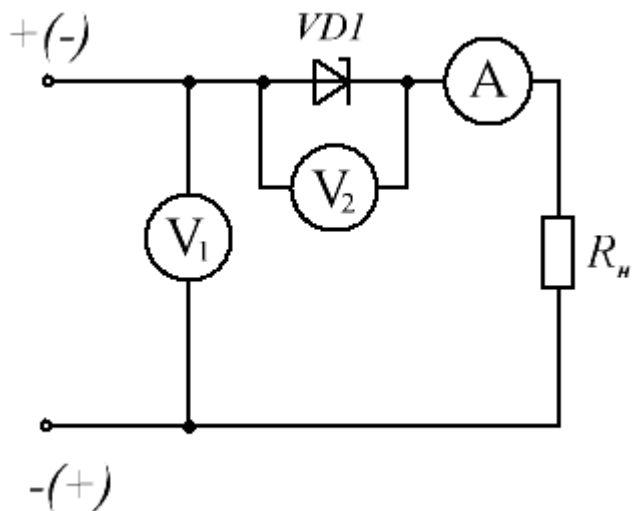 +(-)
VD1
A
V₂
V₁
Rн
-(+)